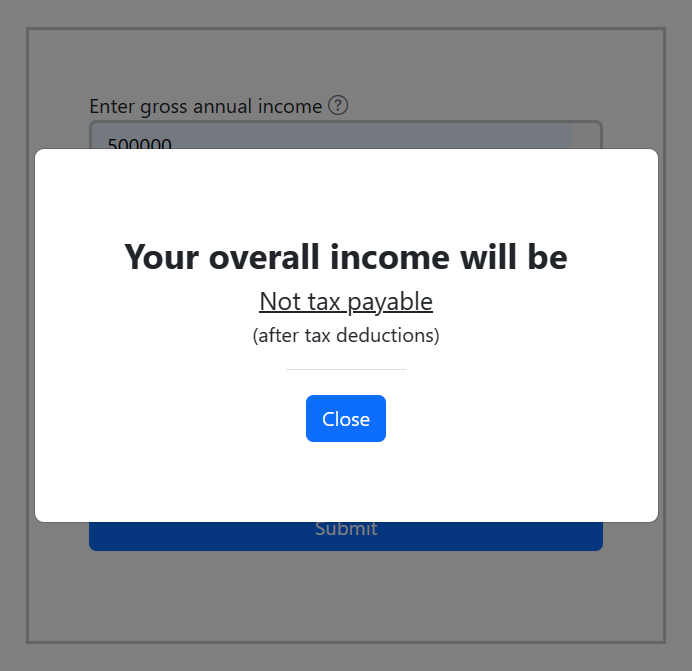 Enter gross annual income ?
500000
Your overall income will be
Not tax payable
(after tax deductions)
Close
Submit